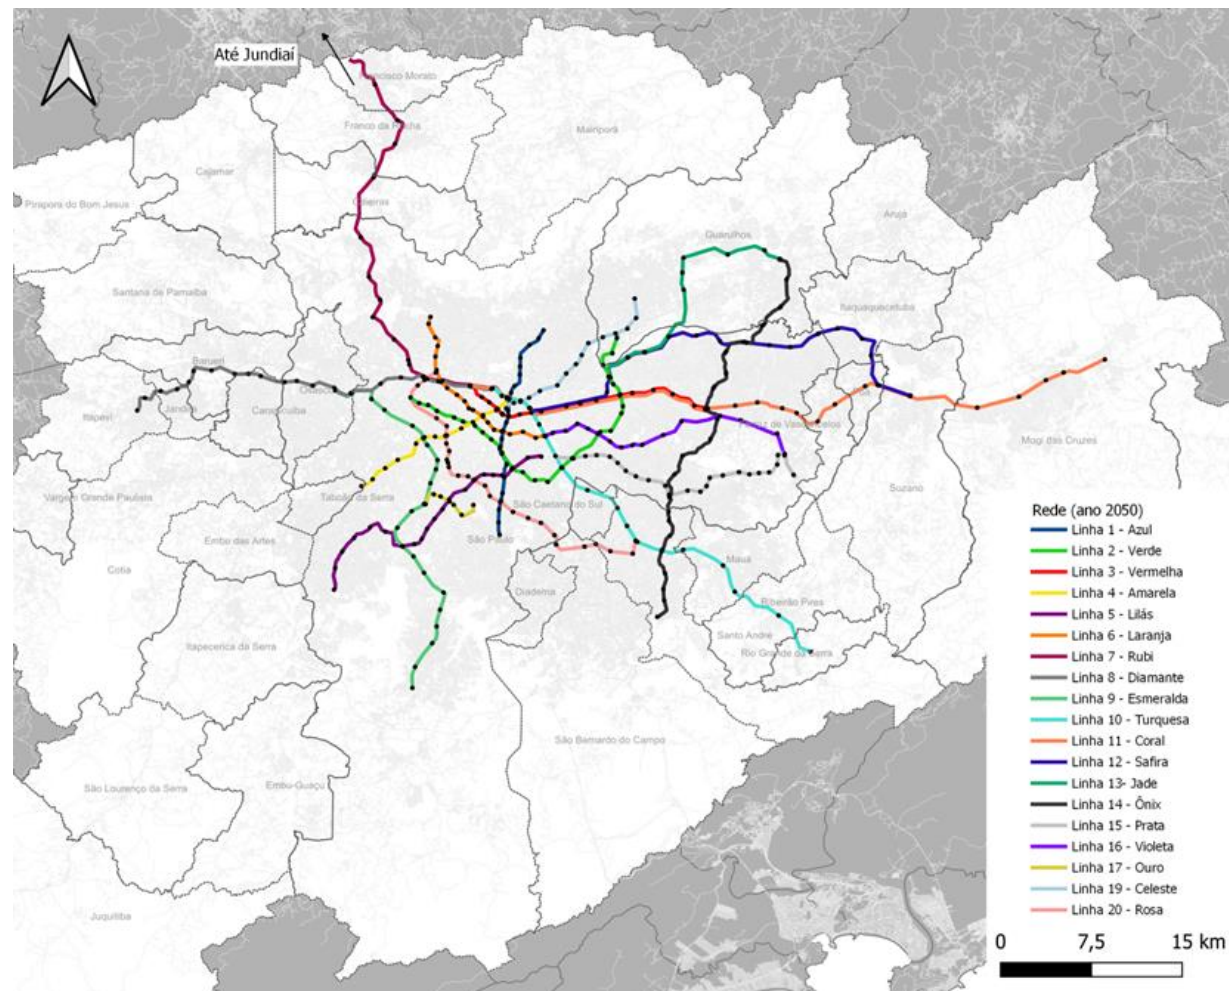 Até Jundiaí
Francisco Morato
Franco da Rocha
Mairiporã
Cajamar
Pirapora do Bom Jesus
Caieiras
Arujá
Guarulhos
Santana de Parnaíba
Itaquaquecetuba
Barueri
Osasco
Itapevi
Jandira
Carapicuíba
Ferraz de Vasconcelos
Mogi das Cruzes
Suzano
Vargem Grande Paulista
Taboão da Serra
São Caetano do Sul
Embu das Artes
São Paulo
Cotia
Mauá
Diadema
Ribeirão Pires
Santo André
Itapecerica da Serra
Rio Grande da Serra
São Bernardo do Campo
São Lourenço da Serra
Embu-Guaçu
Juquitiba
Rede (ano 2050)
Linha 1 - Azul
Linha 2 - Verde
Linha 3 - Vermelha
Linha 4 - Amarela
Linha 5 - Lilás
Linha 6 - Laranja
Linha 7 - Rubi
Linha 8 - Diamante
Linha 9 - Esmeralda
Linha 10 - Turquesa
Linha 11 - Coral
Linha 12 - Safira
Linha 13- Jade
Linha 14 - Ônix
Linha 15 - Prata
Linha 16 - Violeta
Linha 17 - Ouro
Linha 19 - Celeste
Linha 20 - Rosa
0 7,5 15 km